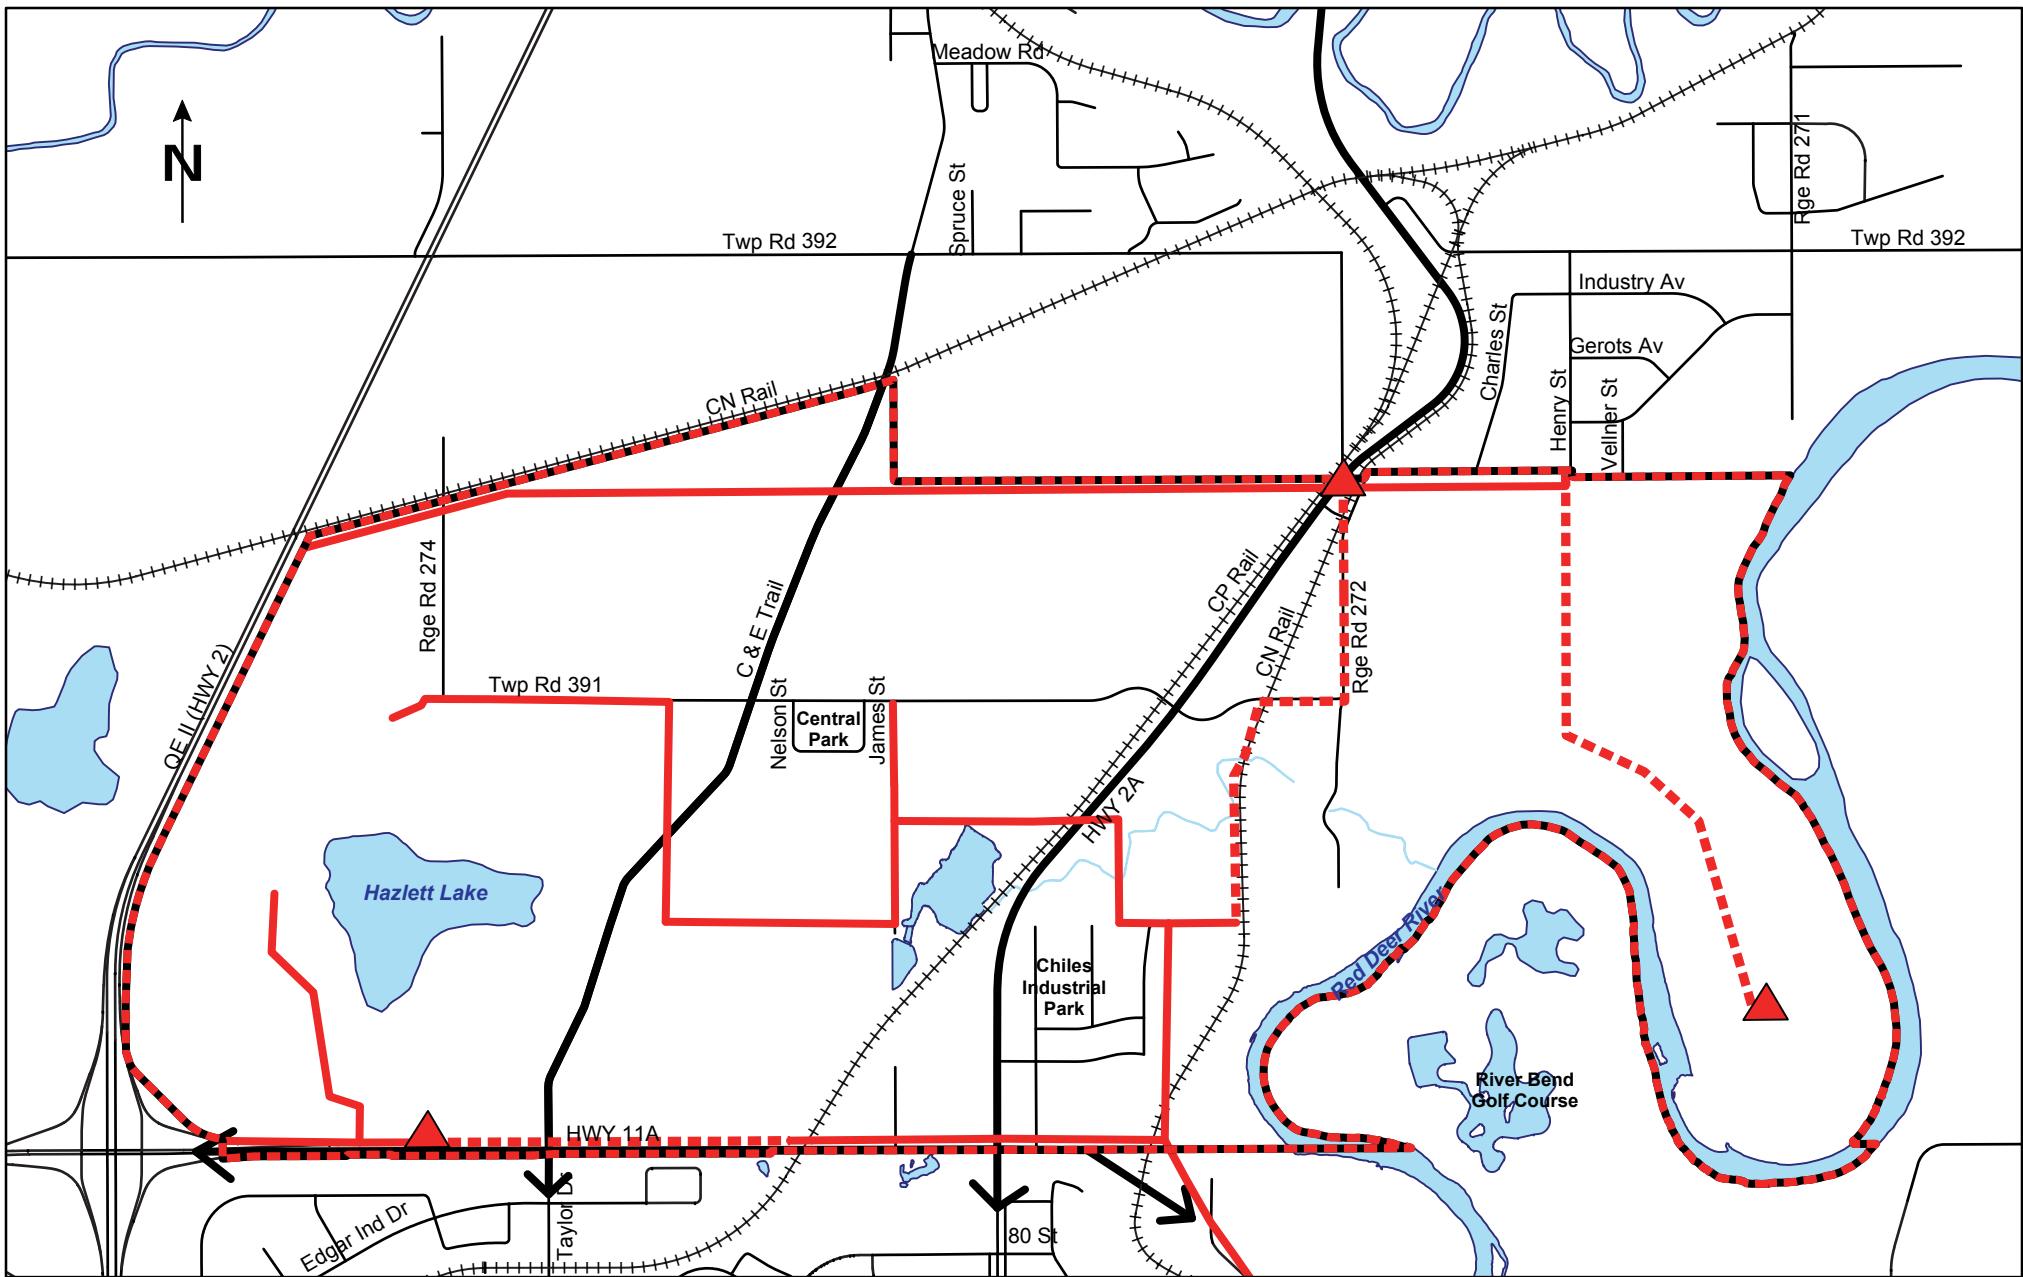 Meadow Rd
N
Spruce St
Rge Rd 271
Twp Rd 392
Twp Rd 392
Industry Av
Charles St
Gerots Av
CN Rail
Henry St
Vellner St
Rge Rd 274
C & E Trail
CP Rail
CN Rail
Rge Rd 272
QE II (HWY 2)
Twp Rd 391
Nelson St
Central
Park
James St
HWY 2A
Hazlett Lake
Red Deer River
Chiles
Industrial
Park
River Bend
Golf Course
HWY 11A
Edgar Ind Dr
Taylor Dr
80 St